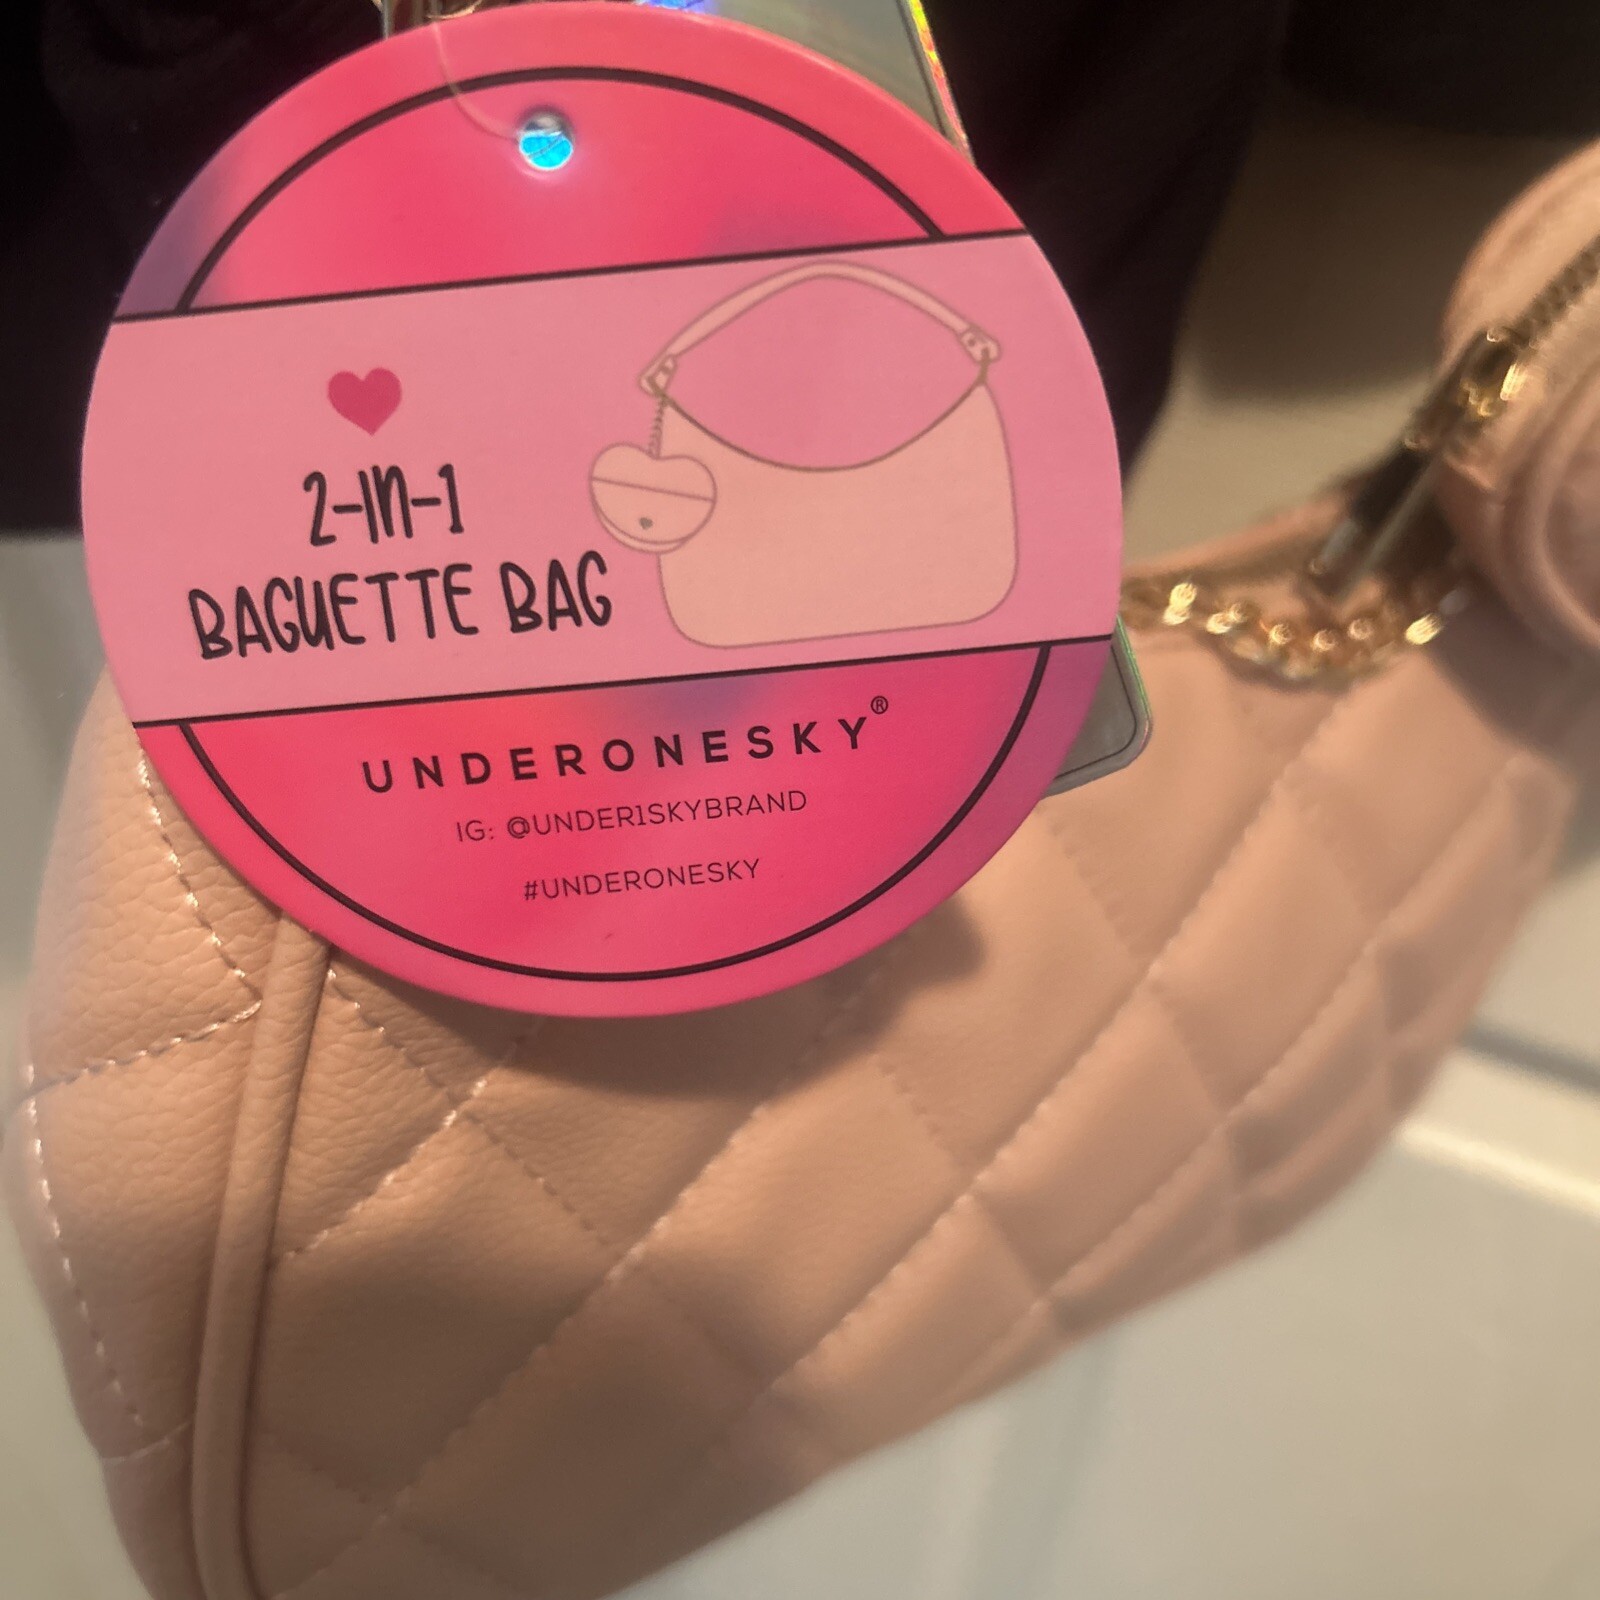 2-IN-1
BAGUETTE BAG
UNDERONESKY®
IG: @UNDER1SKYBRAND
#UNDERONESKY